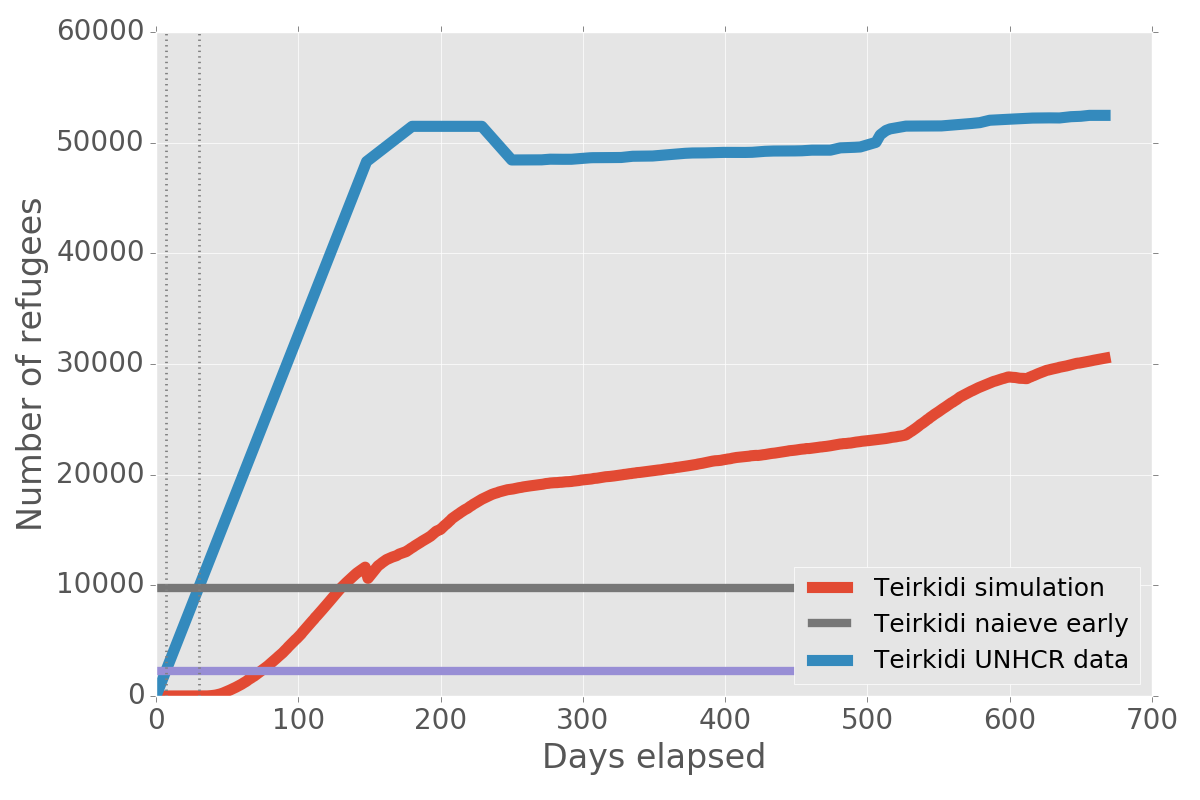 60000
50000
40000
30000
20000
10000
0
Number of refugees
0 100 200 300 400 500 600 700
Days elapsed
Teirkidi simulation
Teirkidi naieve early
Teirkidi UNHCR data